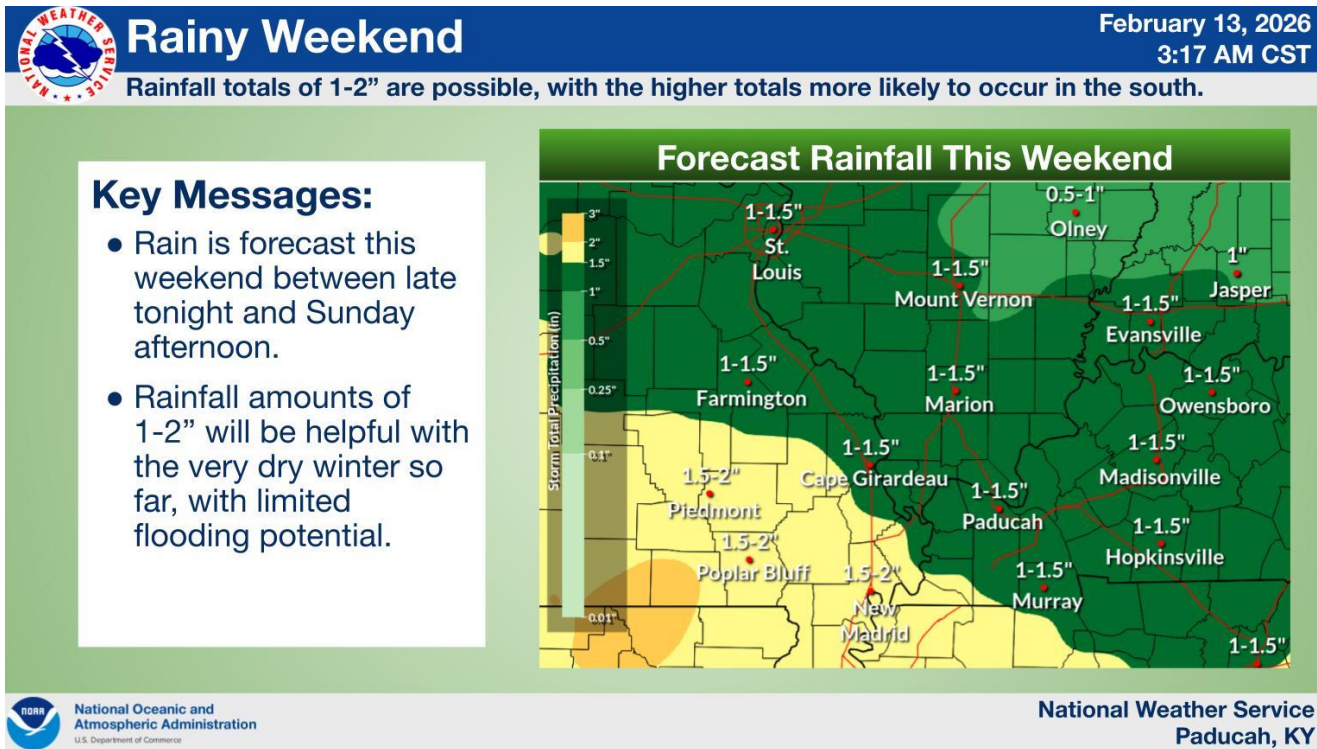 NATIONAL WEATHER SERVICE
Rainy Weekend
February 13, 2026
3:17 AM CST
Rainfall totals of 1-2” are possible, with the higher totals more likely to occur in the south.
Key Messages:
● Rain is forecast this
weekend between late
tonight and Sunday
afternoon.
● Rainfall amounts of
1-2” will be helpful with
the very dry winter so
far, with limited
flooding potential.
Forecast Rainfall This Weekend
Storm Total Precipitation (in)
3"
2"
1.5"
1"
0.5"
0.25"
0.1"
0.01"
1-1.5"
St.
Louis
0.5-1"
Olney
1-1.5"
Mount Vernon
1"
Jasper
1-1.5"
Evansville
1-1.5"
Farmington
1-1.5"
Marion
1-1.5"
Owensboro
1-1.5"
Cape Girardeau
1-1.5"
Madisonville
1.5-2"
Piedmont
1-1.5"
Paducah
1-1.5"
Hopkinsville
1.5-2"
Poplar Bluff
1.5-2"
New
Madrid
1-1.5"
Murray
1-1.5"
NOAA
National Oceanic and
Atmospheric Administration
U.S. Department of Commerce
National Weather Service
Paducah, KY